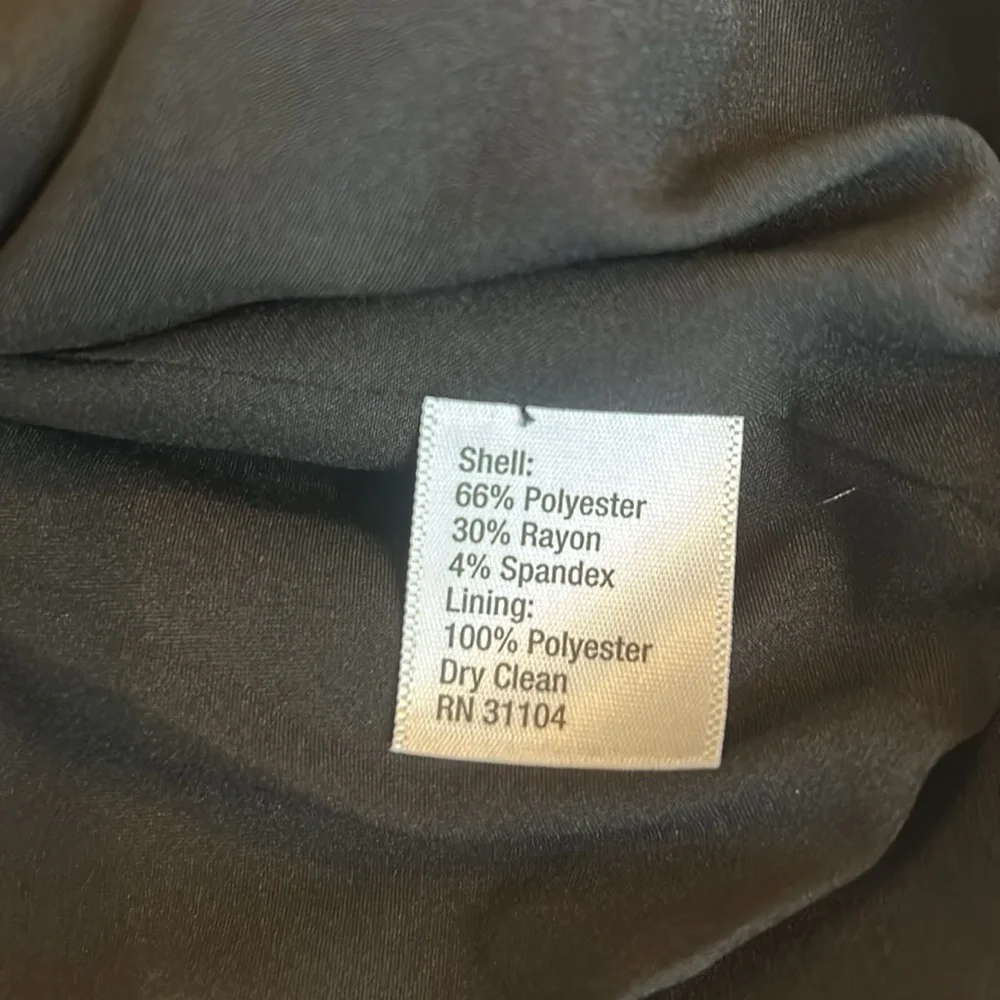 Shell:
66% Polyester
30% Rayon
4% Spandex
Lining:
100% Polyester
Dry Clean
RN 31104